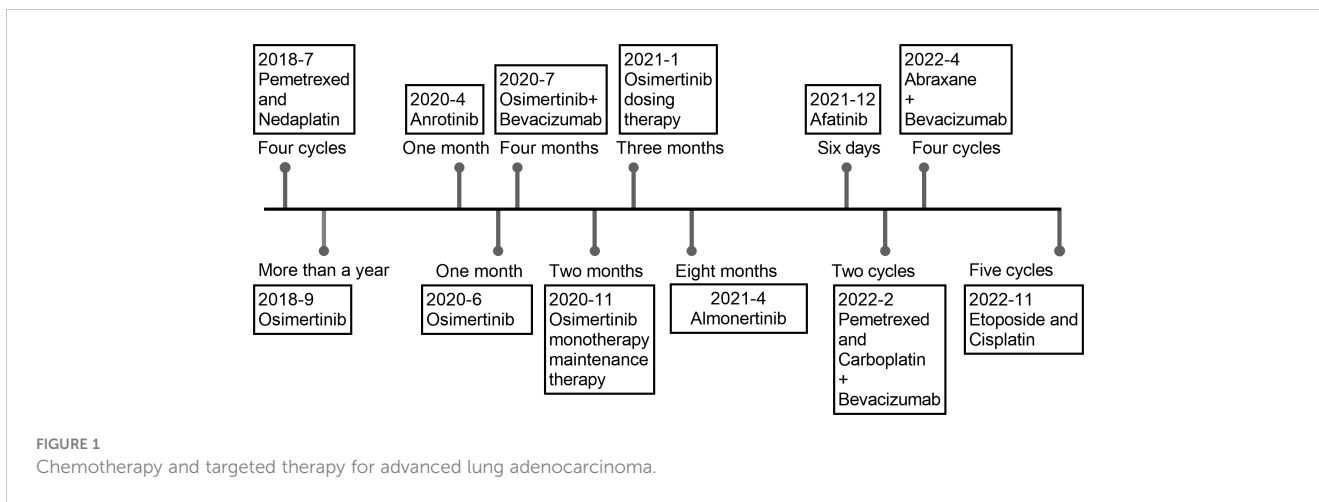 2018-7
Pemetrexed
and
Nedaplatin
Four cycles
2020-4
Anrotinib
One month
2020-7
Osimertinib+
Bevacizumab
Four months
2021-1
Osimertinib
dosing
therapy
Three months
2021-12
Afatinib
Six days
2022-4
Abraxane
+
Bevacizumab
Four cycles
More than a year
2018-9
Osimertinib
One month
2020-6
Osimertinib
Two months
2020-11
Osimertinib
monotherapy
maintenance
therapy
Eight months
2021-4
Almonertinib
Two cycles
2022-2
Pemetrexed
and
Carboplatin
+
Bevacizumab
Five cycles
2022-11
Etoposide and
Cisplatin
FIGURE 1
Chemotherapy and targeted therapy for advanced lung adenocarcinoma.